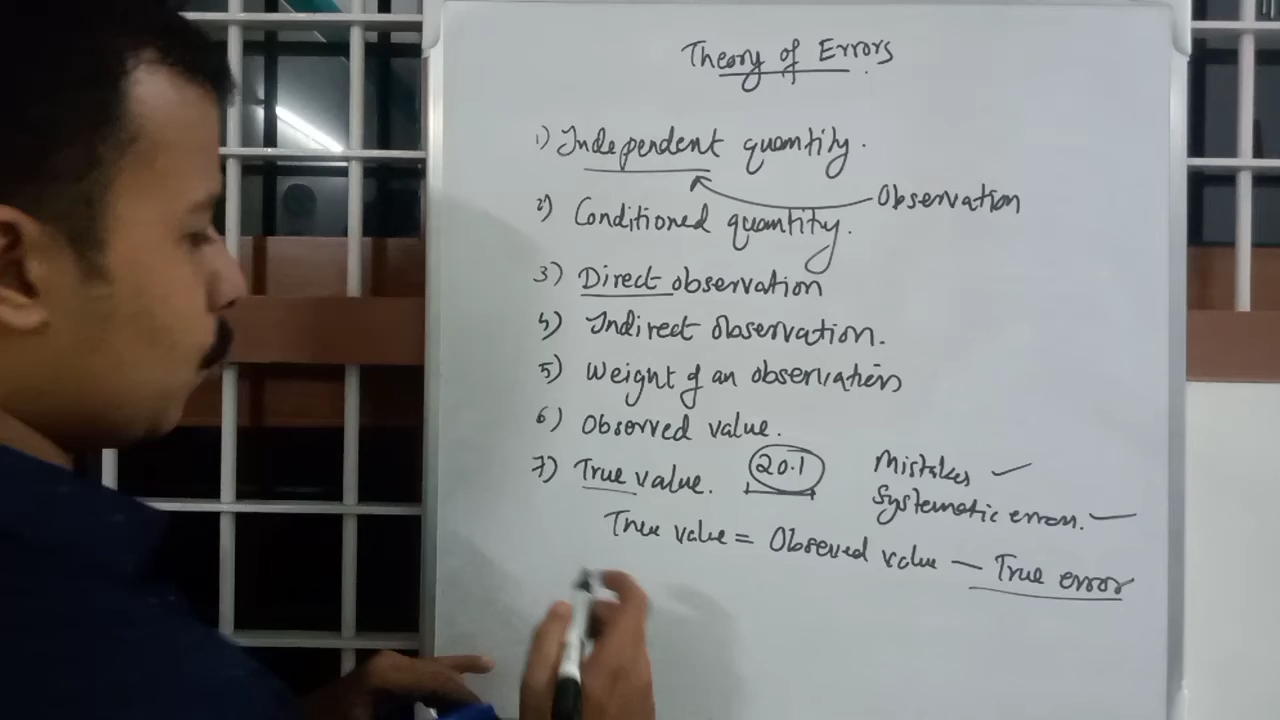 Theory of Errors
1) Independent quantity.
Observation
2) Conditioned quantity.
3) Direct observation
4) Indirect observation.
5) Weight of an observations
6) Observed value.
7) True value. 20.1
Mistakes
Systematic errors.
True value = Observed value – True error